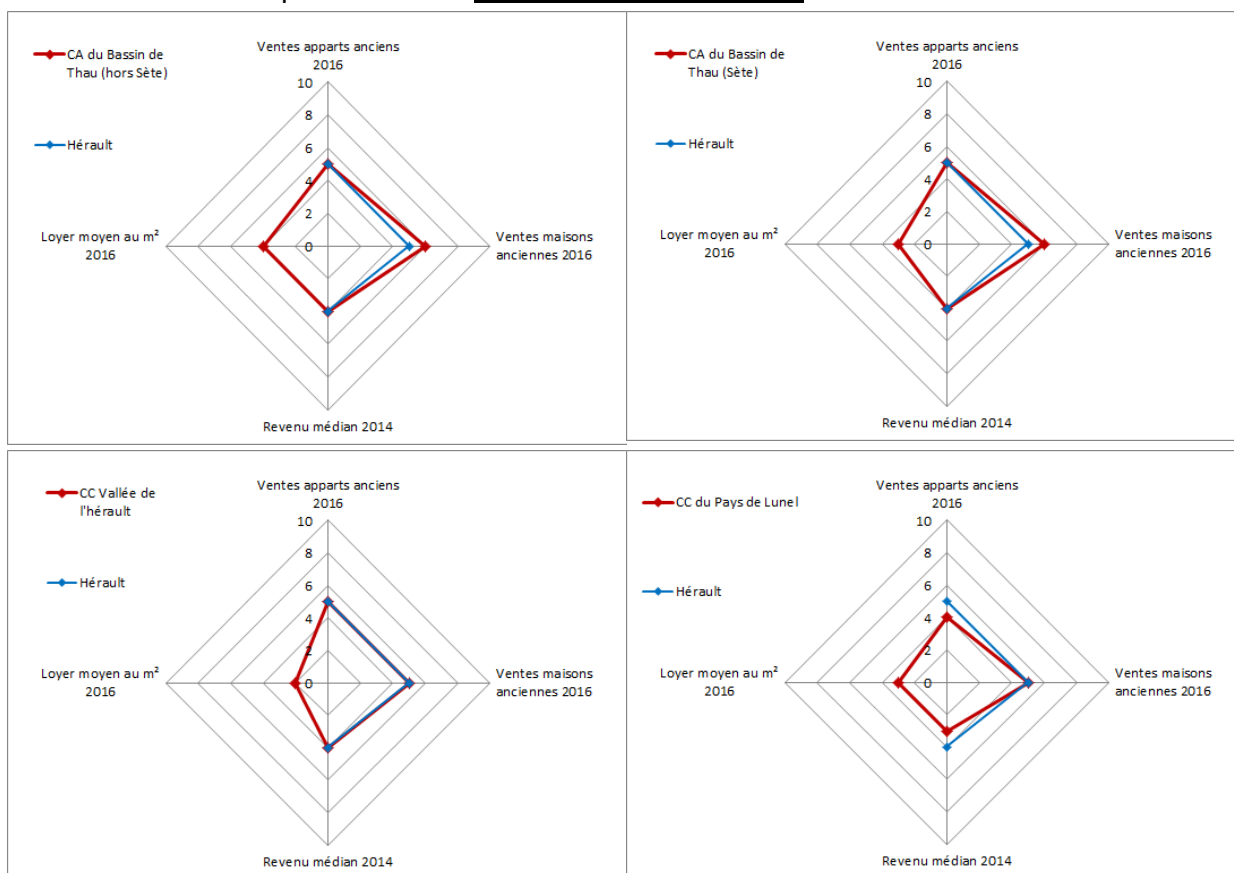 CA du Bassin de
Thau (hors Sète)
Hérault
Ventes apparts anciens
2016
10
8
6
4
2
0
Loyer moyen au m²
2016
Ventes maisons
anciennes 2016
Revenu médian 2014
CA du Bassin de
Thau (Sète)
Hérault
Ventes apparts anciens
2016
10
8
6
4
2
0
Loyer moyen au m²
2016
Ventes maisons
anciennes 2016
Revenu médian 2014
CC Vallée de
l'hérault
Hérault
Ventes apparts anciens
2016
10
8
6
4
2
0
Loyer moyen au m²
2016
Ventes maisons
anciennes 2016
Revenu médian 2014
CC du Pays de Lunel
Hérault
Ventes apparts anciens
2016
10
8
6
4
2
0
Loyer moyen au m²
2016
Ventes maisons
anciennes 2016
Revenu médian 2014